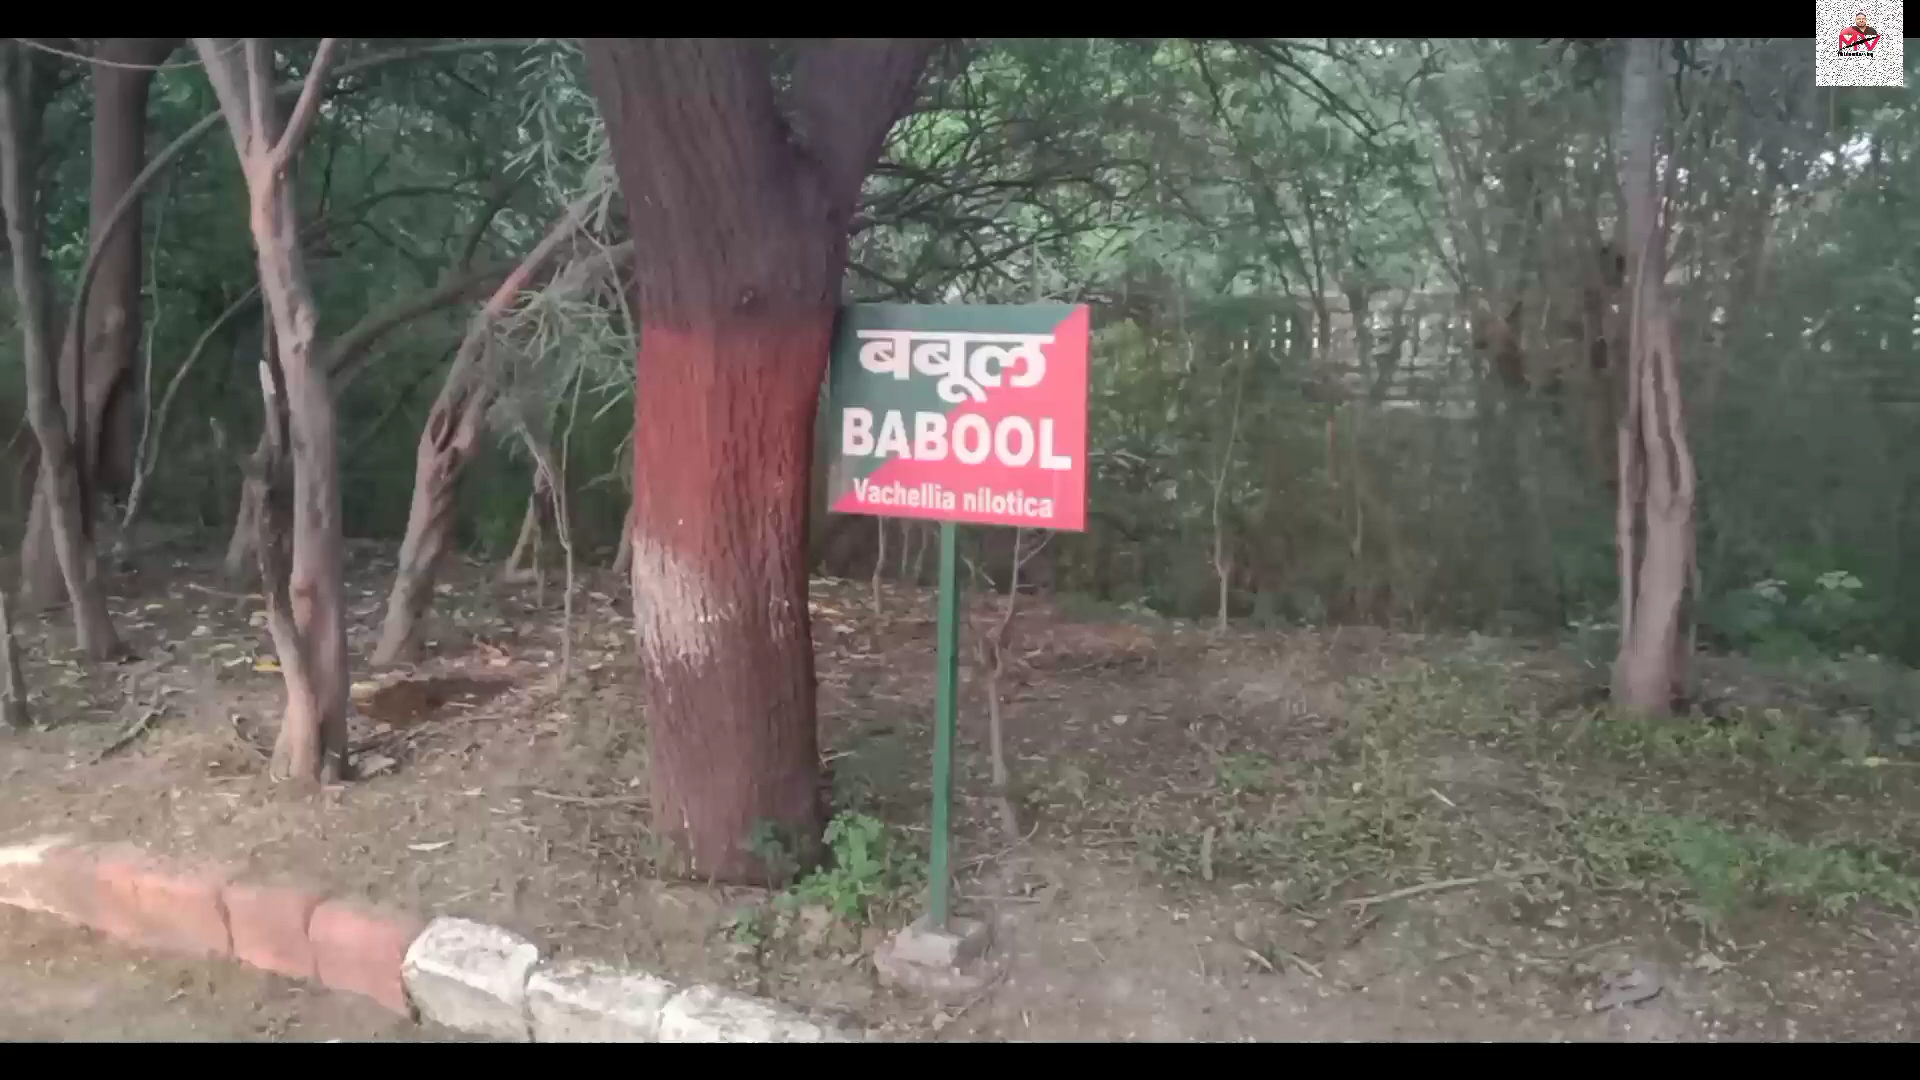 बबूल
BABOOL
Vachellia nilotica